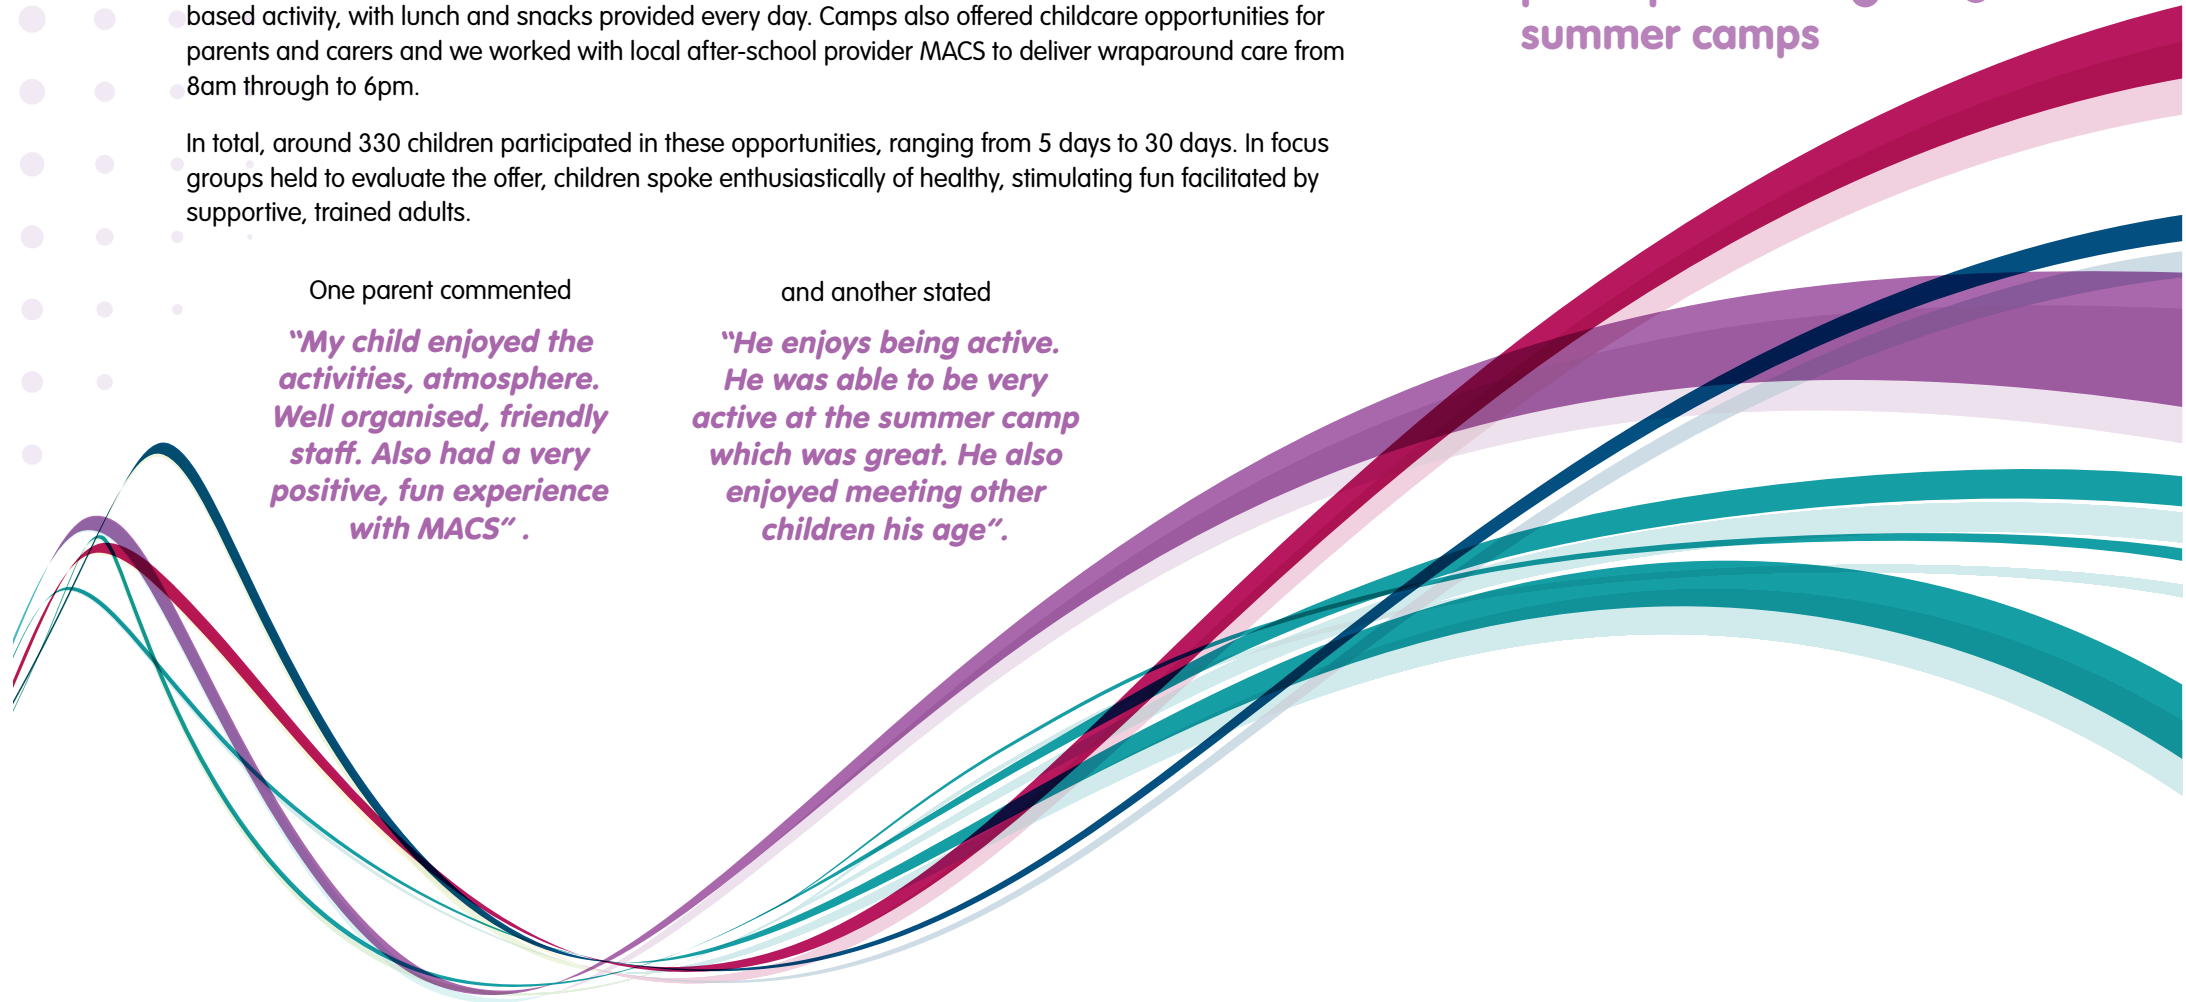 based activity, with lunch and snacks provided every day. Camps also offered childcare opportunities for
parents and carers and we worked with local after-school provider MACS to deliver wraparound care from
8am through to 6pm.
In total, around 330 children participated in these opportunities, ranging from 5 days to 30 days. In focus
groups held to evaluate the offer, children spoke enthusiastically of healthy, stimulating fun facilitated by
supportive, trained adults.
One parent commented
“My child enjoyed the
activities, atmosphere.
Well organised, friendly
staff. Also had a very
positive, fun experience
with MACS” .
and another stated
“He enjoys being active.
He was able to be very
active at the summer camp
which was great. He also
enjoyed meeting other
children his age”.
summer camps